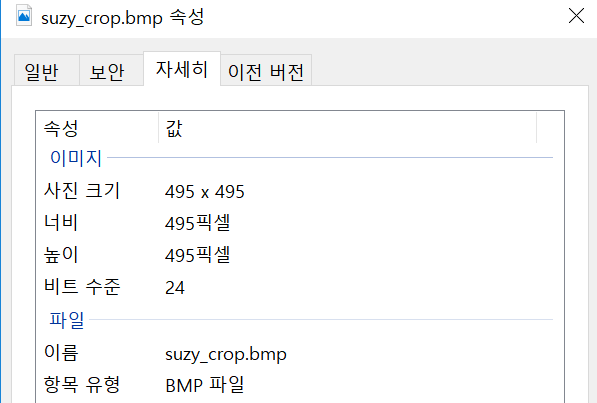 suzy_crop.bmp 속성
일반 보안 자세히 이전 버전
속성 값
이미지
사진 크기 495 x 495
너비 495픽셀
높이 495픽셀
비트 수준 24
파일
이름 suzy_crop.bmp
항목 유형 BMP 파일